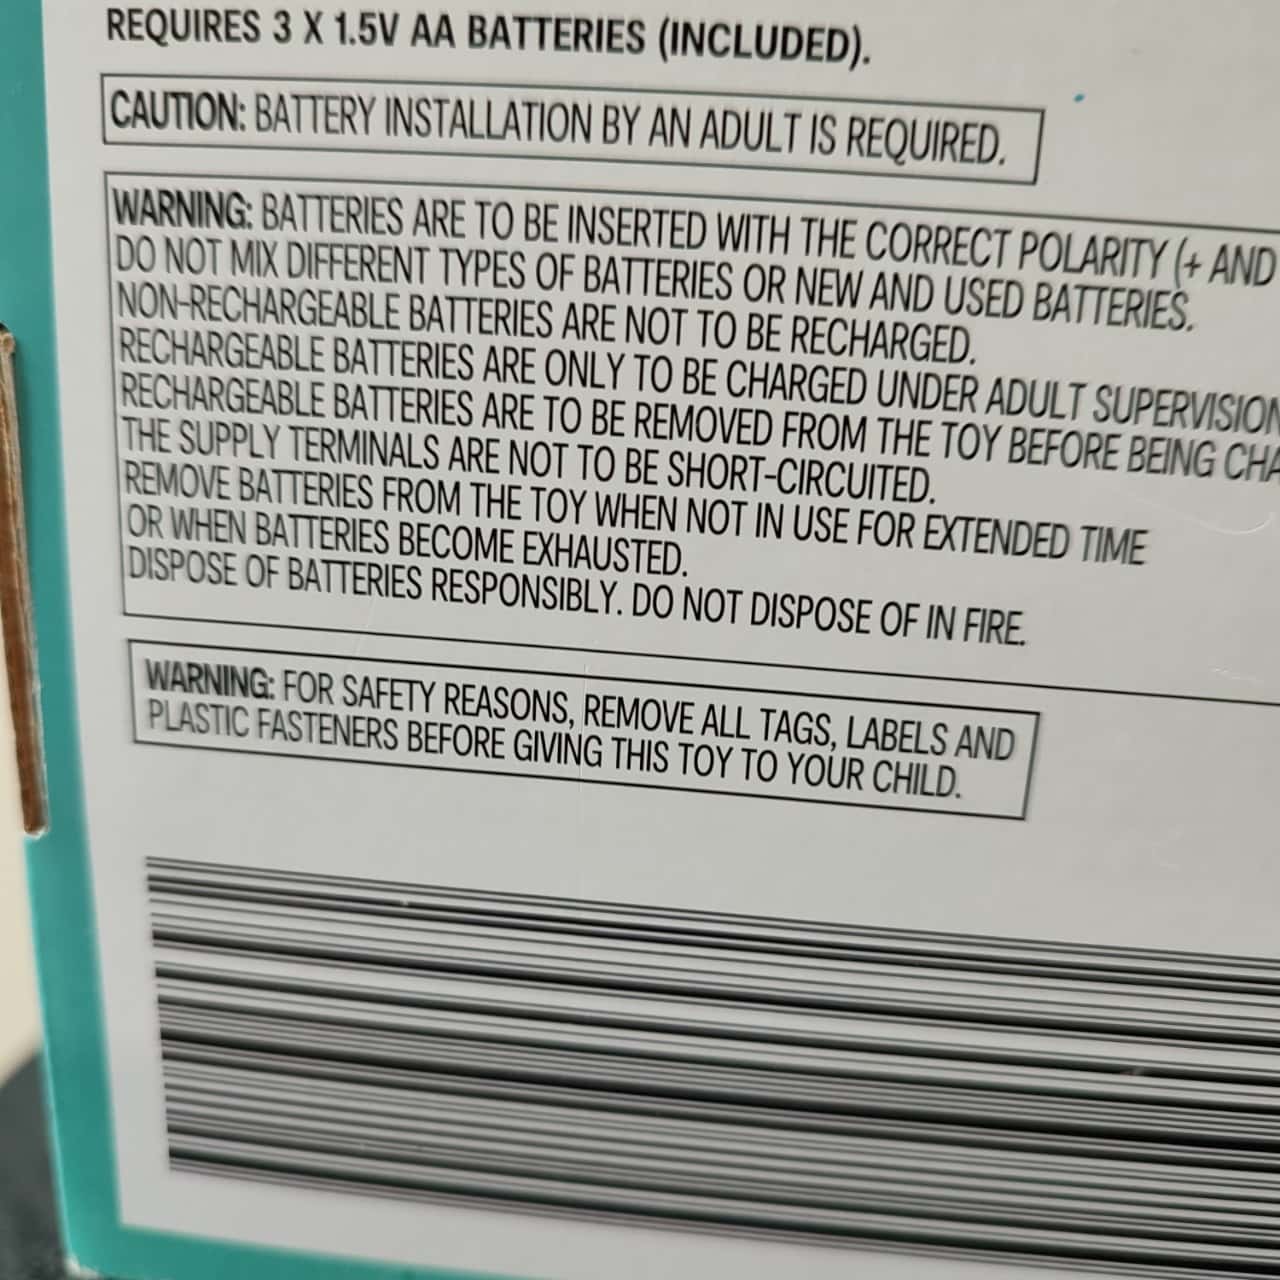 REQUIRES 3 X 1.5V AA BATTERIES (INCLUDED).
CAUTION: BATTERY INSTALLATION BY AN ADULT IS REQUIRED.
WARNING: BATTERIES ARE TO BE INSERTED WITH THE CORRECT POLARITY (+ AND
DO NOT MIX DIFFERENT TYPES OF BATTERIES OR NEW AND USED BATTERIES.
NON-RECHARGEABLE BATTERIES ARE NOT TO BE RECHARGED.
RECHARGEABLE BATTERIES ARE ONLY TO BE CHARGED UNDER ADULT SUPERVISION
RECHARGEABLE BATTERIES ARE TO BE REMOVED FROM THE TOY BEFORE BEING CHA
THE SUPPLY TERMINALS ARE NOT TO BE SHORT-CIRCUITED.
REMOVE BATTERIES FROM THE TOY WHEN NOT IN USE FOR EXTENDED TIME
OR WHEN BATTERIES BECOME EXHAUSTED.
DISPOSE OF BATTERIES RESPONSIBLY. DO NOT DISPOSE OF IN FIRE.
WARNING: FOR SAFETY REASONS, REMOVE ALL TAGS, LABELS AND
PLASTIC FASTENERS BEFORE GIVING THIS TOY TO YOUR CHILD.